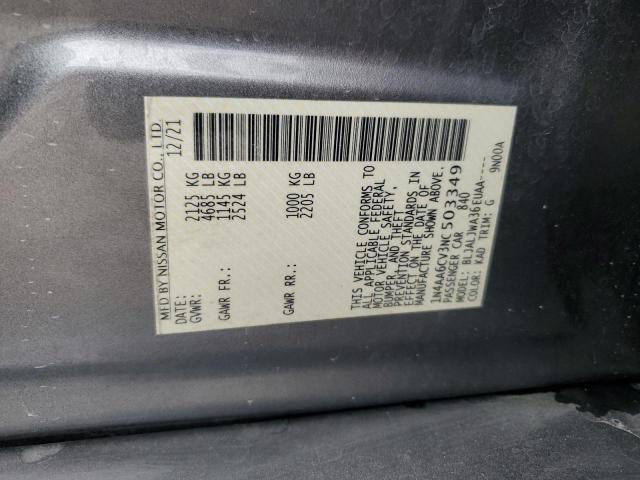 MFD BY NISSAN MOTOR CO., LTD.
DATE: 12/21
GVWR: 2125 KG
4685 LB
GAWR FR.: 1145 KG
2524 LB
GAWR RR.: 1000 KG
2205 LB
THIS VEHICLE CONFORMS TO
ALL APPLICABLE FEDERAL
MOTOR VEHICLE SAFETY,
BUMPER, AND THEFT
PREVENTION STANDARDS IN
EFFECT ON THE DATE OF
MANUFACTURE SHOWN ABOVE.
1N4AA6CV3NC503349
PASSENGER CAR 840
MODEL: BLJALJWA36EUAA----
COLOR: KAD TRIM: G 9N00A